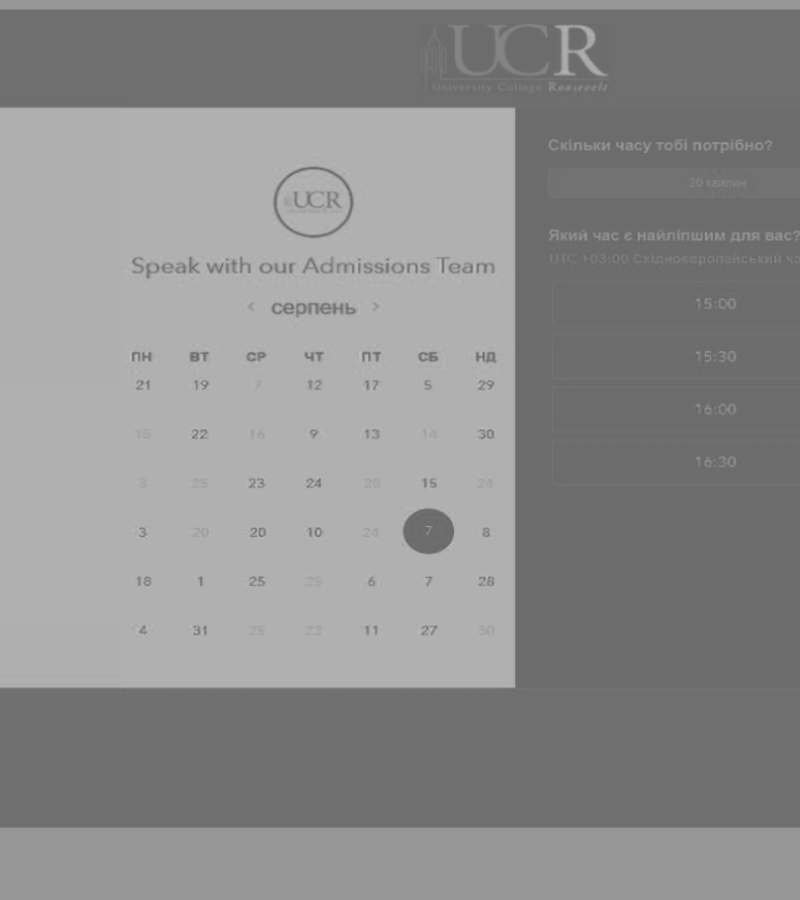 UCR
University College Roosevelt
UCR
Speak with our Admissions Team
< серпень >
ПН ВТ СР ЧТ ПТ СБ НД
21 19 7 12 17 5 29
15 22 16 9 13 14 30
3 25 23 24 28 15 24
3 20 20 10 24 7 8
18 1 25 25 6 7 28
4 31 25 23 11 27 30
Скільки часу тобі потрібно?
30 хвилин
Який час є найліпшим для вас?
UTC +03:00 Східноєвропейський
15:00
15:30
16:00
16:30